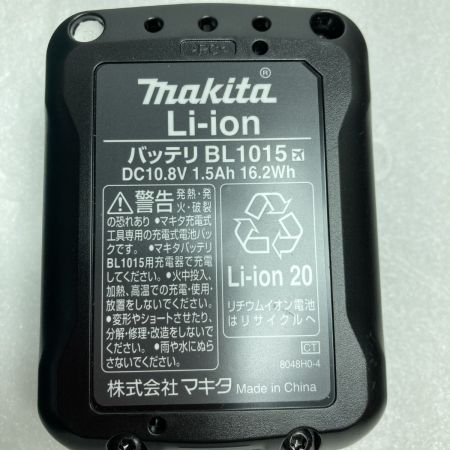 makita®
Li-ion
バッテリ BL1015
DC10.8V 1.5Ah 16.2Wh
警告 発熱・発
火・破裂
の恐れあり ●マキタ充電式
工具専用の充電式電池パッ
クです。●マキタバッテリ
BL1015用充電器で充電
してください。●火中投入、
加熱、高温での充電・使用・
放置をしないでください。
●変形やショートさせたり、
分解・修理・改造をしないで
ください。●雨や水にぬら
さないでください。
Li-ion 20
リチウムイオン電池
はリサイクルへ
CT
8048H0-4
株式会社マキタ Made in China